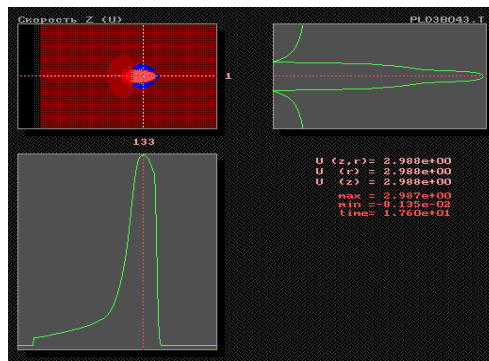 Скорость Z (U)
PLD3B043.T
1
133
U (z,r)= 2.988e+00
U (r) = 2.988e+00
U (z) = 2.988e+00
max = 2.987e+00
min =-8.135e-02
time= 1.760e+01